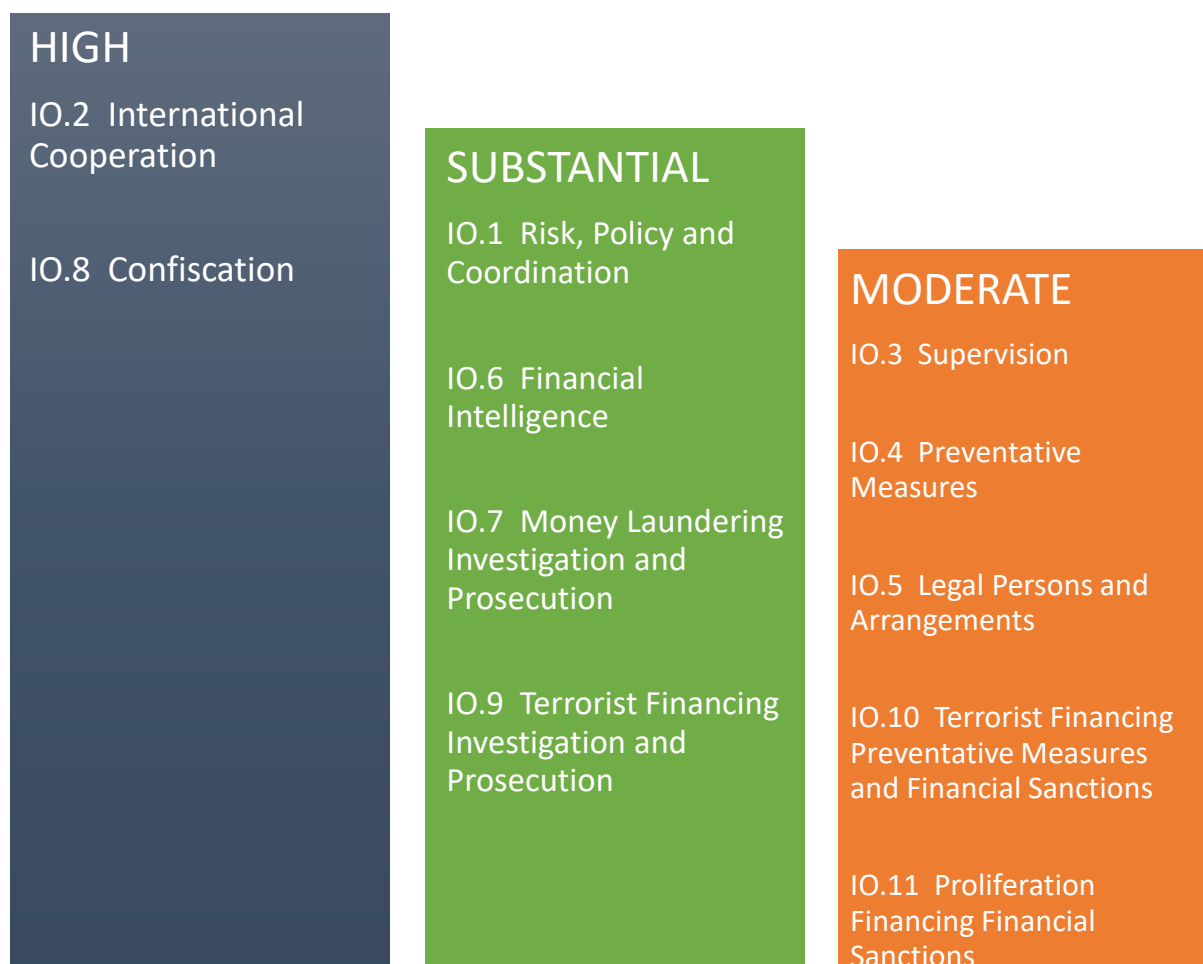 HIGH
IO.2 International
Cooperation
IO.8 Confiscation
SUBSTANTIAL
IO.1 Risk, Policy and
Coordination
IO.6 Financial
Intelligence
IO.7 Money Laundering
Investigation and
Prosecution
IO.9 Terrorist Financing
Investigation and
Prosecution
MODERATE
IO.3 Supervision
IO.4 Preventative
Measures
IO.5 Legal Persons and
Arrangements
IO.10 Terrorist Financing
Preventative Measures
and Financial Sanctions
IO.11 Proliferation
Financing Financial
Sanctions